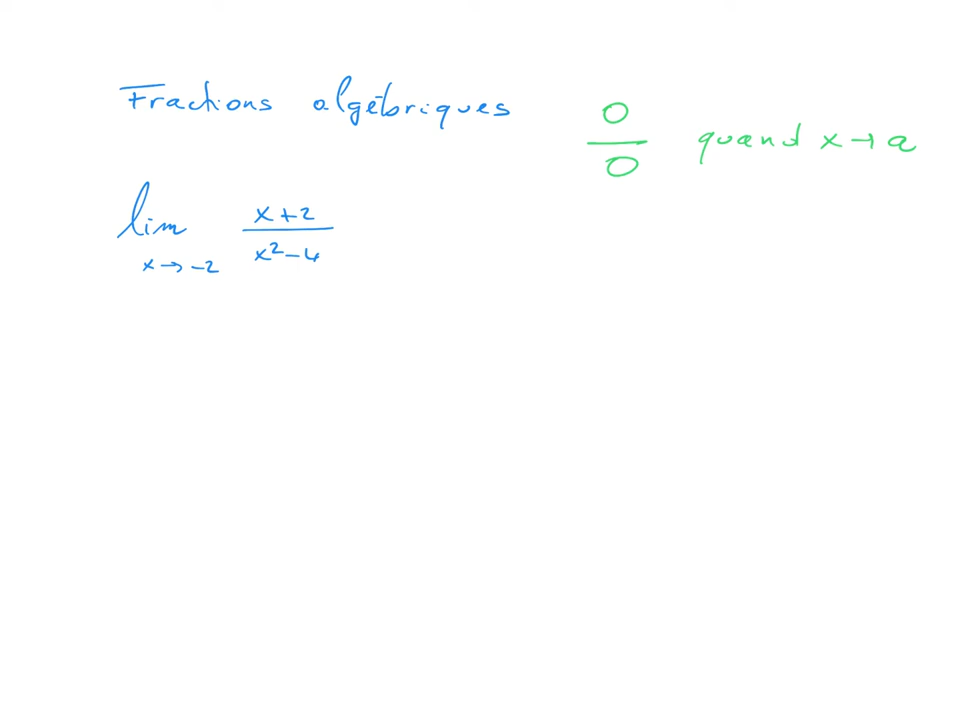 Fractions algébriques
0/0 quand x → a
lim x → -2 (x+2)/(x²-4)